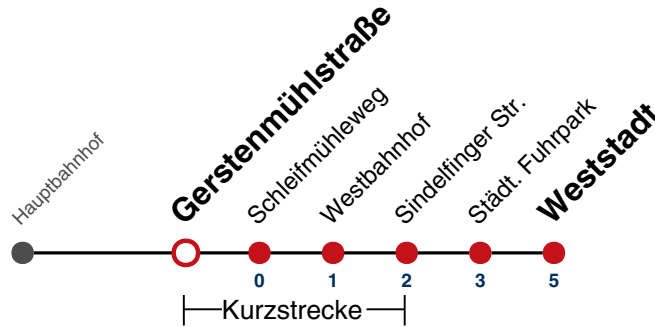 Hauptbahnhof
Gerstenmühlstraße
Schleifmühleweg
Westbahnhof
Sindelfinger Str.
Städt. Fuhrpark
Weststadt
0 1 2 3 5
Kurzstrecke